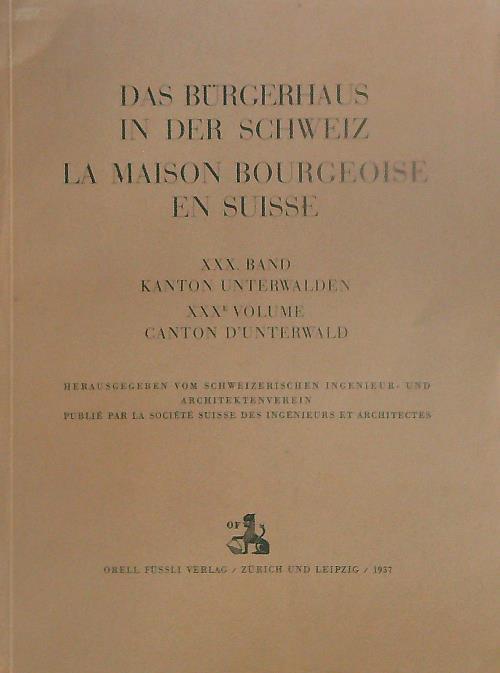 DAS BÜRGERHAUS
IN DER SCHWEIZ
LA MAISON BOURGEOISE
EN SUISSE
XXX. BAND
KANTON UNTERWALDEN
XXXE VOLUME
CANTON D'UNTERWALD
HERAUSGEGEBEN VOM SCHWEIZERISCHEN INGENIEUR- UND
ARCHITEKTENVEREIN
PUBLIÉ PAR LA SOCIÉTÉ SUISSE DES INGENIEURS ET ARCHITECTES
OF
ORELL FÜSSLI VERLAG / ZÜRICH UND LEIPZIG / 1937